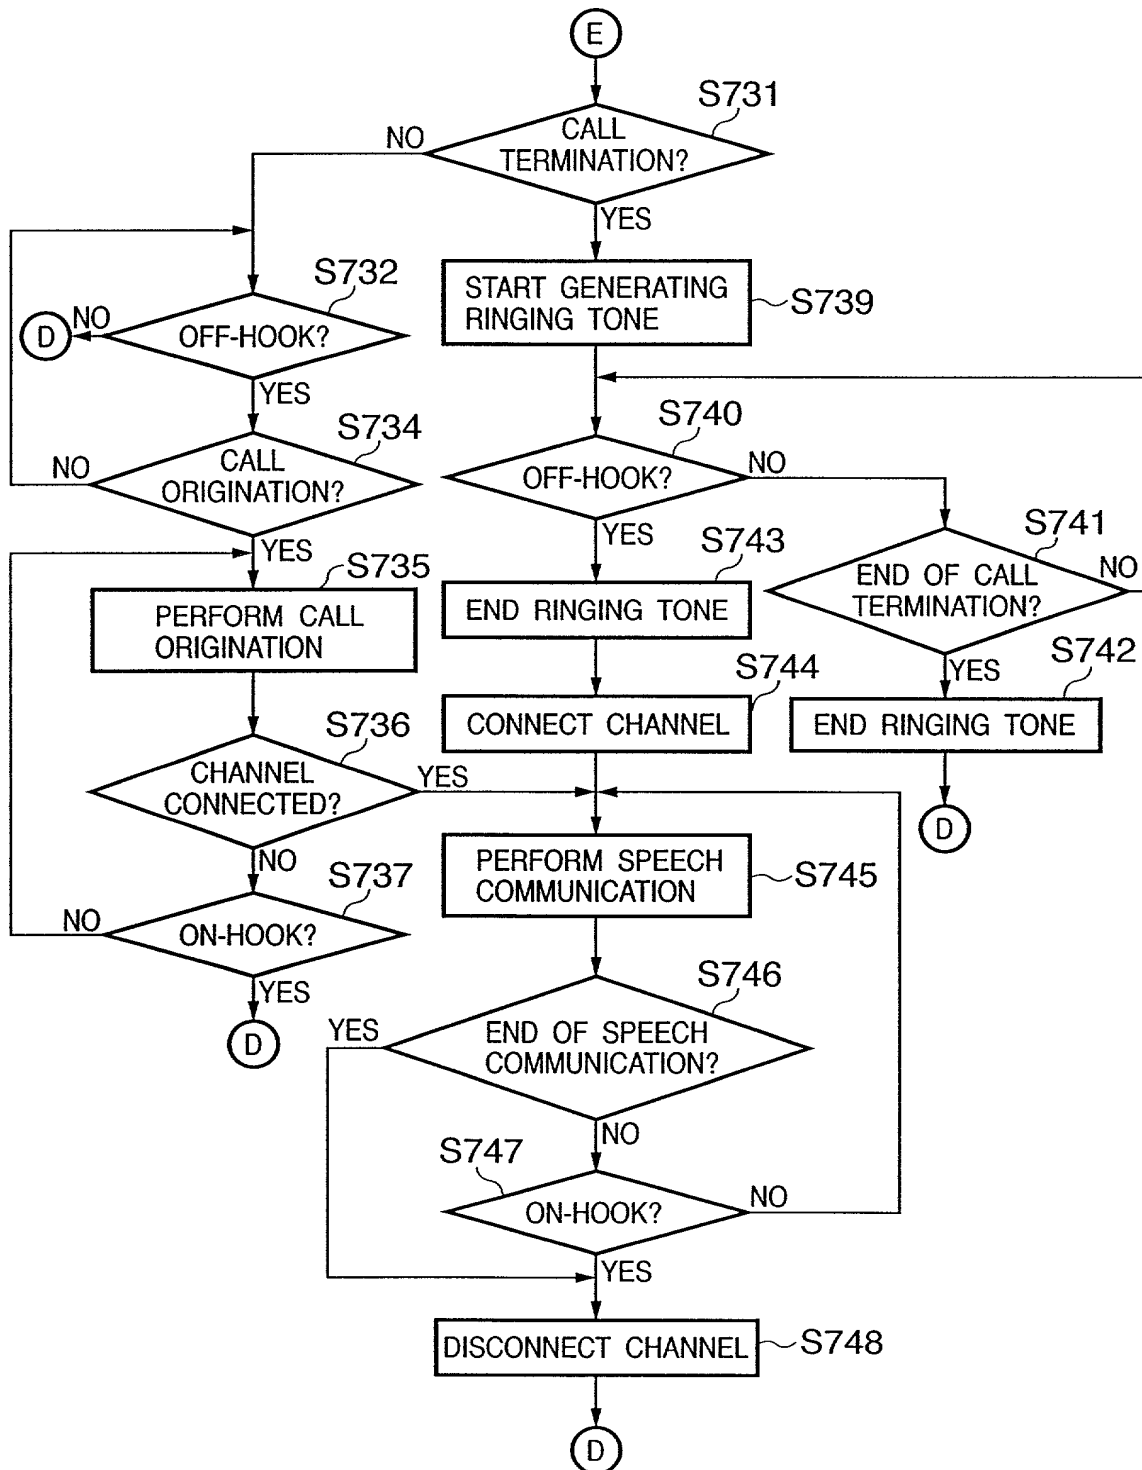 E
S731
NO
CALL
TERMINATION?
YES
S732
START GENERATING
RINGING TONE
S739
D
NO
OFF-HOOK?
YES
S734
S740
NO
CALL
ORIGINATION?
OFF-HOOK?
NO
YES
YES
S735
S743
S741
PERFORM CALL
ORIGINATION
END RINGING TONE
END OF CALL
TERMINATION?
NO
S744
YES
S742
S736
CONNECT CHANNEL
END RINGING TONE
CHANNEL
CONNECTED?
YES
D
NO
S737
PERFORM SPEECH
COMMUNICATION
S745
NO
ON-HOOK?
YES
S746
D
YES
END OF SPEECH
COMMUNICATION?
NO
S747
ON-HOOK?
NO
YES
DISCONNECT CHANNEL
S748
D